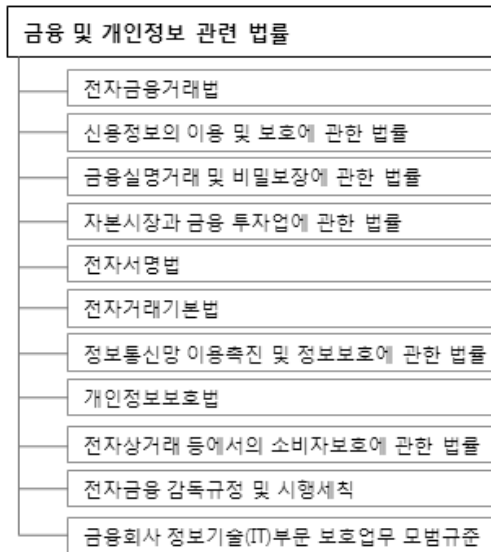 금융 및 개인정보 관련 법률
전자금융거래법
신용정보의 이용 및 보호에 관한 법률
금융실명거래 및 비밀보장에 관한 법률
자본시장과 금융 투자업에 관한 법률
전자서명법
전자거래기본법
정보통신망 이용촉진 및 정보보호에 관한 법률
개인정보보호법
전자상거래 등에서의 소비자보호에 관한 법률
전자금융 감독규정 및 시행세칙
금융회사 정보기술(IT)부문 보호업무 모범규준